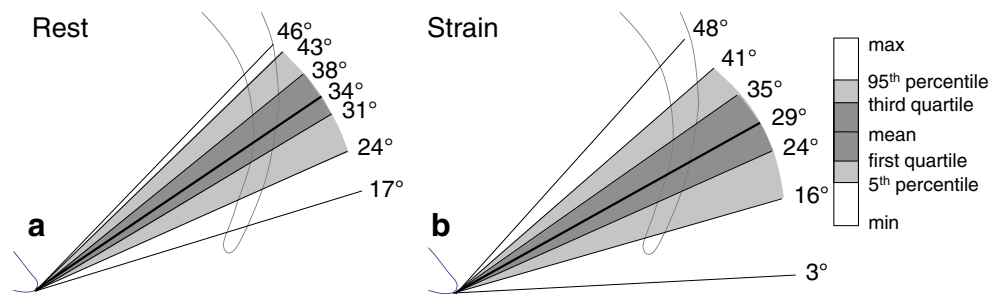 Rest
46°
43°
38°
34°
31°
24°
17°
a
Strain
48°
41°
35°
29°
24°
16°
3°
b
max
95th percentile
third quartile
mean
first quartile
5th percentile
min